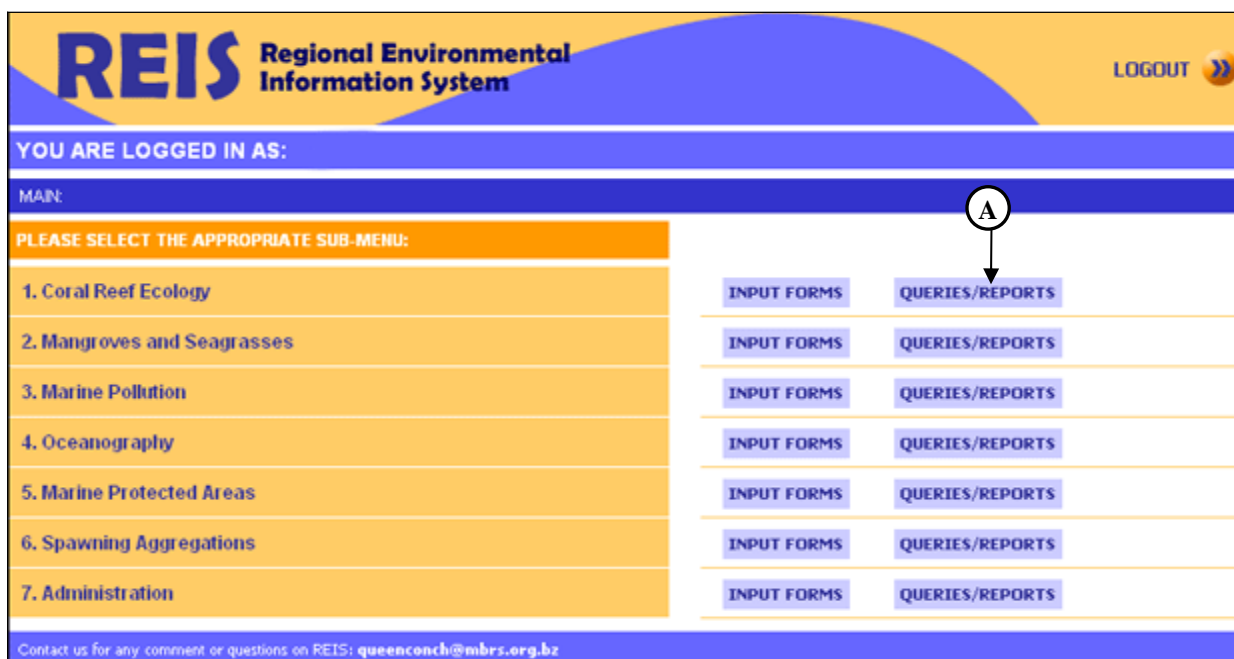 REIS Regional Environmental
Information System
LOGOUT
YOU ARE LOGGED IN AS:
MAIN:
A
PLEASE SELECT THE APPROPRIATE SUB-MENU:
1. Coral Reef Ecology INPUT FORMS QUERIES/REPORTS
2. Mangroves and Seagrasses INPUT FORMS QUERIES/REPORTS
3. Marine Pollution INPUT FORMS QUERIES/REPORTS
4. Oceanography INPUT FORMS QUERIES/REPORTS
5. Marine Protected Areas INPUT FORMS QUERIES/REPORTS
6. Spawning Aggregations INPUT FORMS QUERIES/REPORTS
7. Administration INPUT FORMS QUERIES/REPORTS
Contact us for any comment or questions on REIS: queenconch@mbrs.org.bz